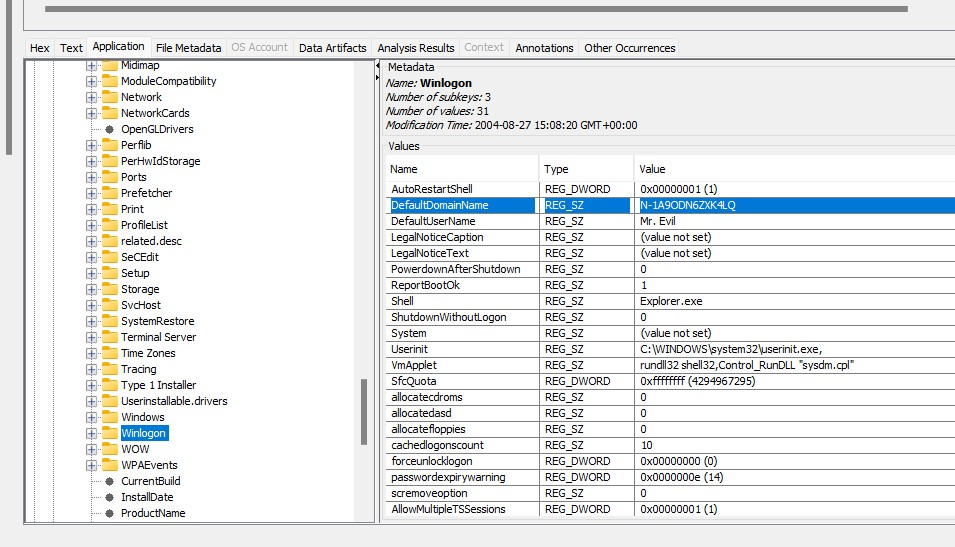 Hex Text Application File Metadata OS Account Data Artifacts Analysis Results Context Annotations Other Occurrences
Midimap
ModuleCompatibility
Network
NetworkCards
OpenGLDrivers
Perflib
PerHwIdStorage
Ports
Prefetcher
Print
ProfileList
related.desc
SeCEdit
Setup
Storage
SvcHost
SystemRestore
Terminal Server
Time Zones
Tracing
Type 1 Installer
Userinstallable.drivers
Windows
Winlogon
WOW
WPAEvents
CurrentBuild
InstallDate
ProductName
Metadata
Name: Winlogon
Number of subkeys: 3
Number of values: 31
Modification Time: 2004-08-27 15:08:20 GMT+00:00
Values
Name Type Value
AutoRestartShell REG_DWORD 0x00000001 (1)
DefaultDomainName REG_SZ N-1A9ODN6ZXK4LQ
DefaultUserName REG_SZ Mr. Evil
LegalNoticeCaption REG_SZ (value not set)
LegalNoticeText REG_SZ (value not set)
PowerdownAfterShutdown REG_SZ 0
ReportBootOk REG_SZ 1
Shell REG_SZ Explorer.exe
ShutdownWithoutLogon REG_SZ 0
System REG_SZ (value not set)
Userinit REG_SZ C:\WINDOWS\system32\userinit.exe,
VmApplet REG_SZ rundll32 shell32,Control_RunDLL "sysdm.cpl"
SfcQuota REG_DWORD 0xffffffff (4294967295)
allocatecdroms REG_SZ 0
allocatedasd REG_SZ 0
allocatefloppies REG_SZ 0
cachedlogonscount REG_SZ 10
forceunlocklogon REG_DWORD 0x00000000 (0)
passwordexpirywarning REG_DWORD 0x0000000e (14)
scremoveoption REG_SZ 0
AllowMultipleTSSessions REG_DWORD 0x00000001 (1)